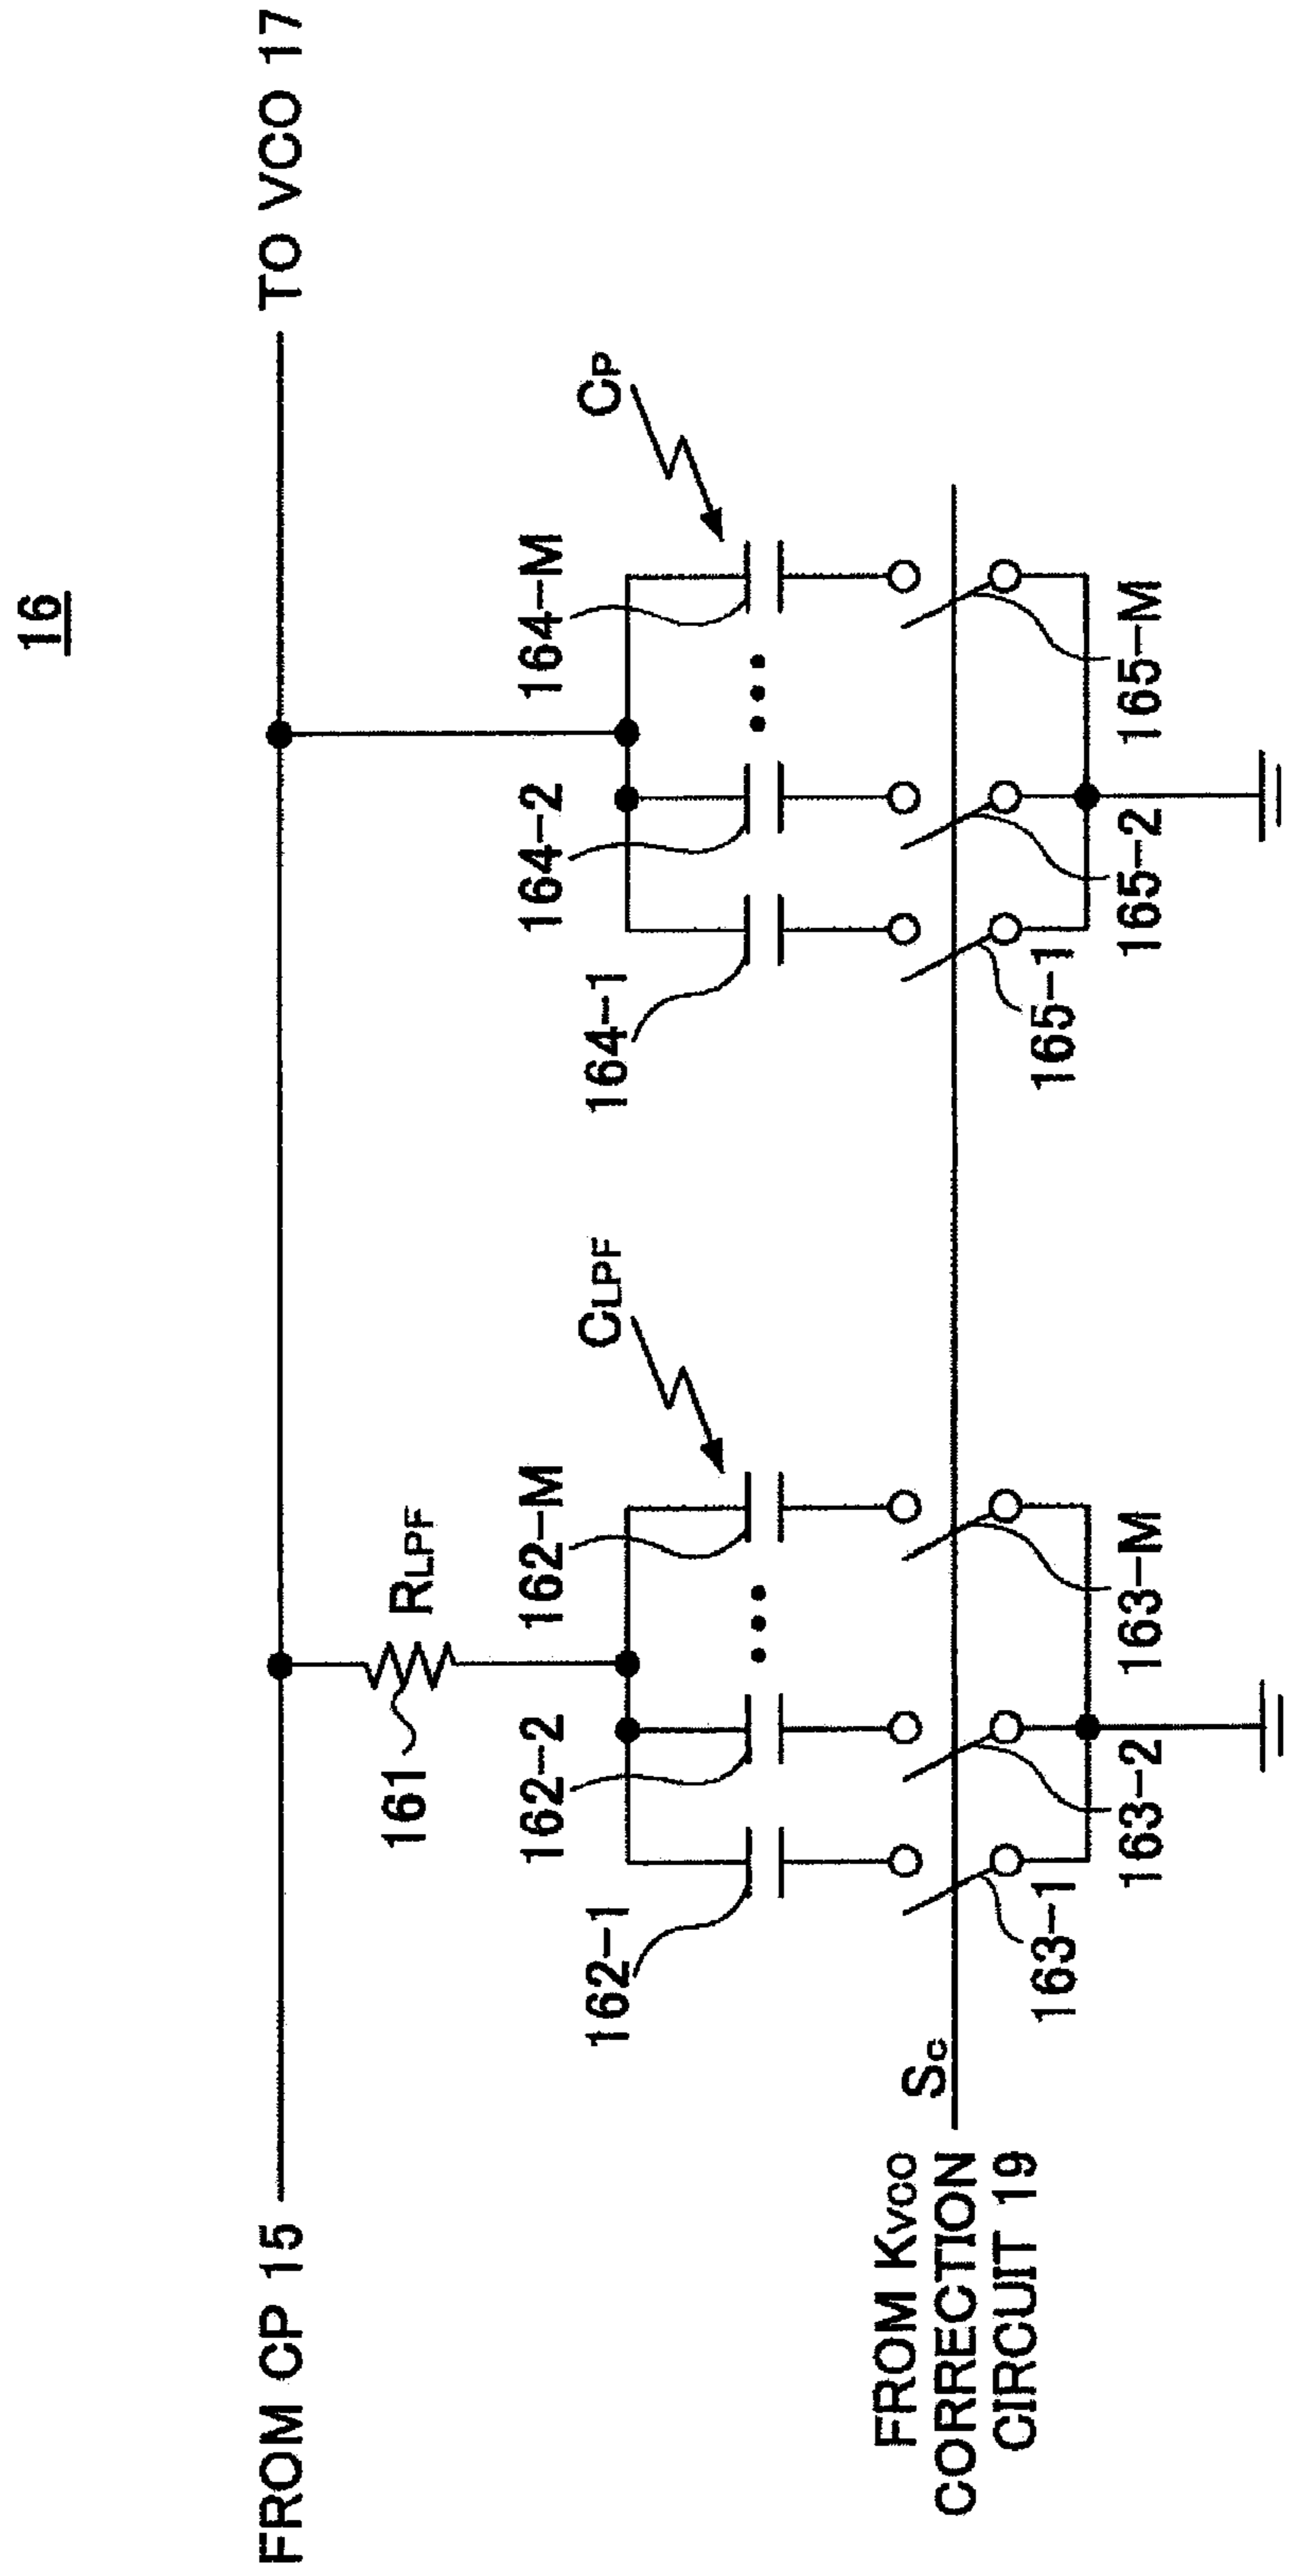 16
FROM CP 15
TO VCO 17
161
RLPF
CLPF
CP
162-1
162-2
162-M
164-1
164-2
164-M
SC
FROM KVCO
CORRECTION
CIRCUIT 19
163-1
163-2
163-M
165-1
165-2
165-M